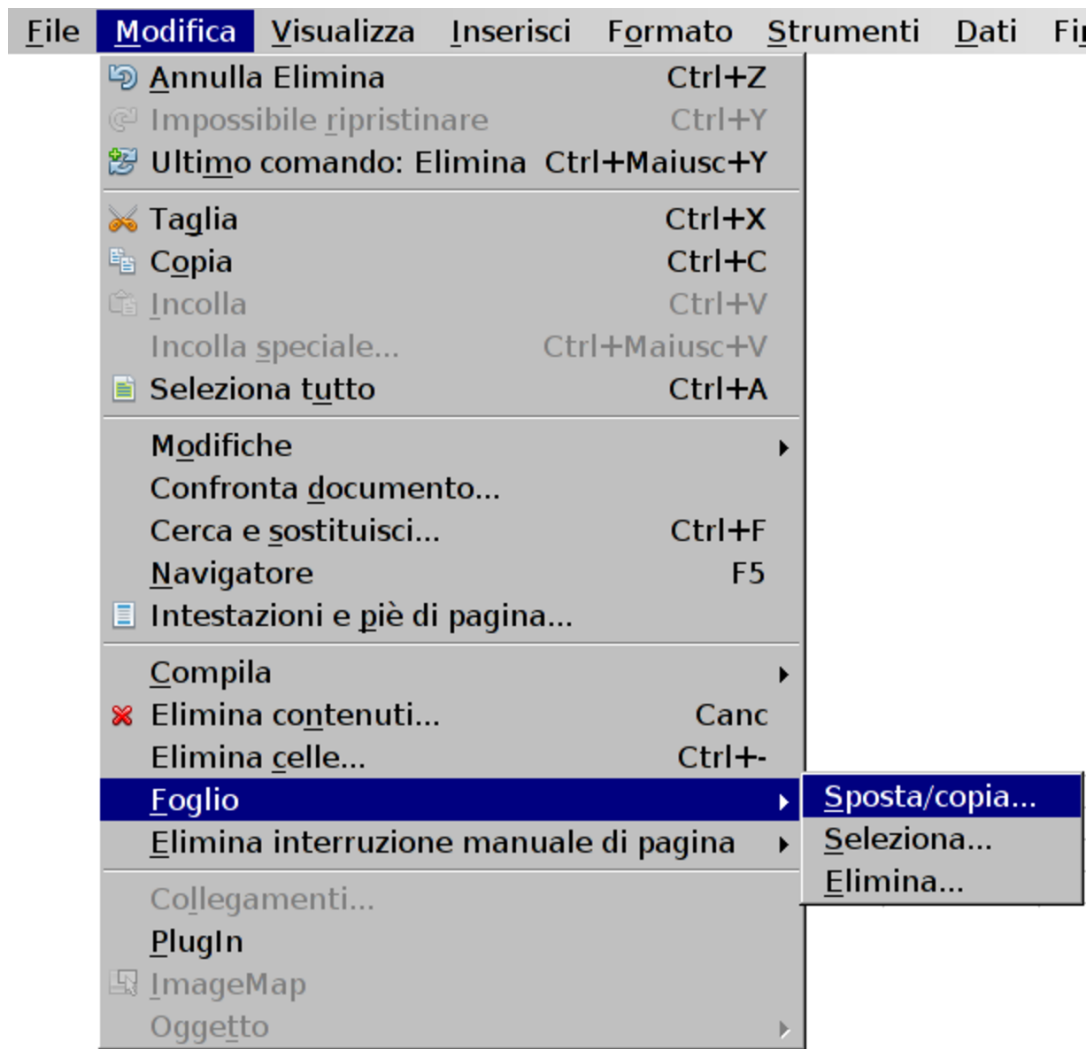 File Modifica Visualizza Inserisci Formato Strumenti Dati
Annulla Elimina Ctrl+Z
Impossibile ripristinare Ctrl+Y
Ultimo comando: Elimina Ctrl+Maiusc+Y
Taglia Ctrl+X
Copia Ctrl+C
Incolla Ctrl+V
Incolla speciale... Ctrl+Maiusc+V
Seleziona tutto Ctrl+A
Modifiche
Confronta documento...
Cerca e sostituisci... Ctrl+F
Navigatore F5
Intestazioni e piè di pagina...
Compila
Elimina contenuti... Canc
Elimina celle... Ctrl+-
Foglio
Sposta/copia...
Seleziona...
Elimina...
Elimina interruzione manuale di pagina
Collegamenti...
PlugIn
ImageMap
Oggetto